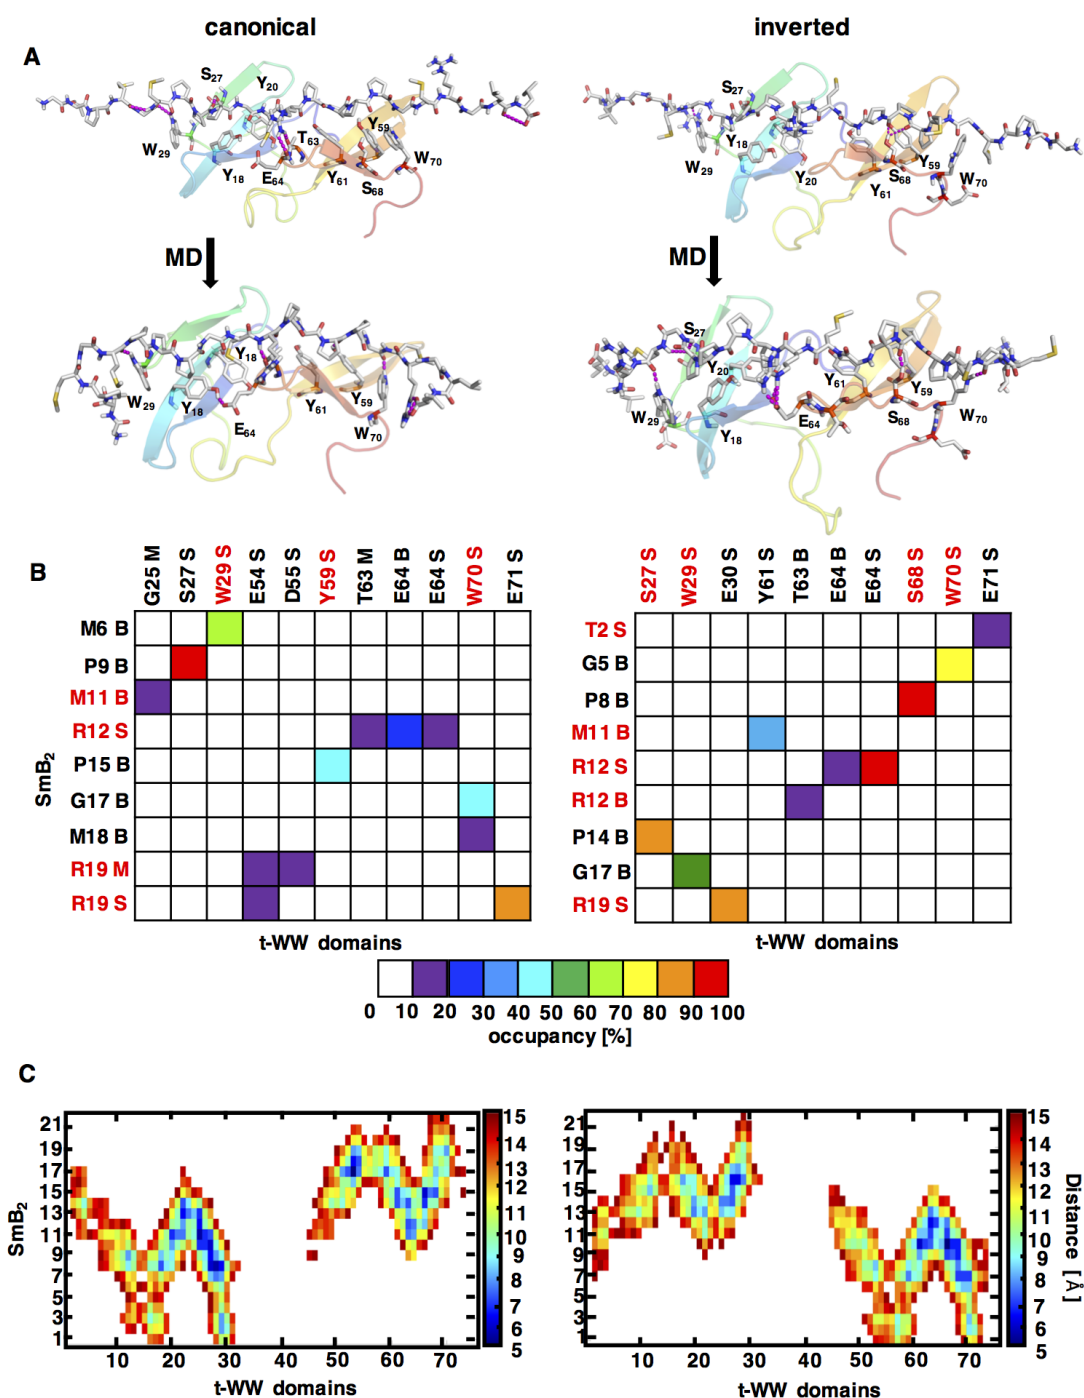 canonical
inverted
A
S27
Y20
W29
Y18
E64
T63
Y59
Y61
S68
W70
S27
Y18
W29
Y20
Y61
S68
Y59
W70
MD
MD
Y18
W29
Y18
E64
Y61
Y59
W70
S27
Y20
W29
Y18
Y61
E64
Y59
S68
W70
B
G25 M
S27 S
W29 S
E54 S
D55 S
Y59 S
T63 M
E64 B
E64 S
W70 S
E71 S
M6 B
P9 B
M11 B
R12 S
P15 B
G17 B
M18 B
R19 M
R19 S
SmB2
t-WW domains
S27 S
W29 S
E30 S
Y61 S
T63 B
E64 B
E64 S
S68 S
W70 S
E71 S
T2 S
G5 B
P8 B
M11 B
R12 S
R12 B
P14 B
G17 B
R19 S
t-WW domains
0 10 20 30 40 50 60 70 80 90 100
occupancy [%]
C
SmB2
21
19
17
15
13
11
9
7
5
3
1
10 20 30 40 50 60 70
t-WW domains
15
14
13
12
11
10
9
8
7
6
5
21
19
17
15
13
11
9
7
5
3
1
10 20 30 40 50 60 70
t-WW domains
15
14
13
12
11
10
9
8
7
6
5
Distance [Å]